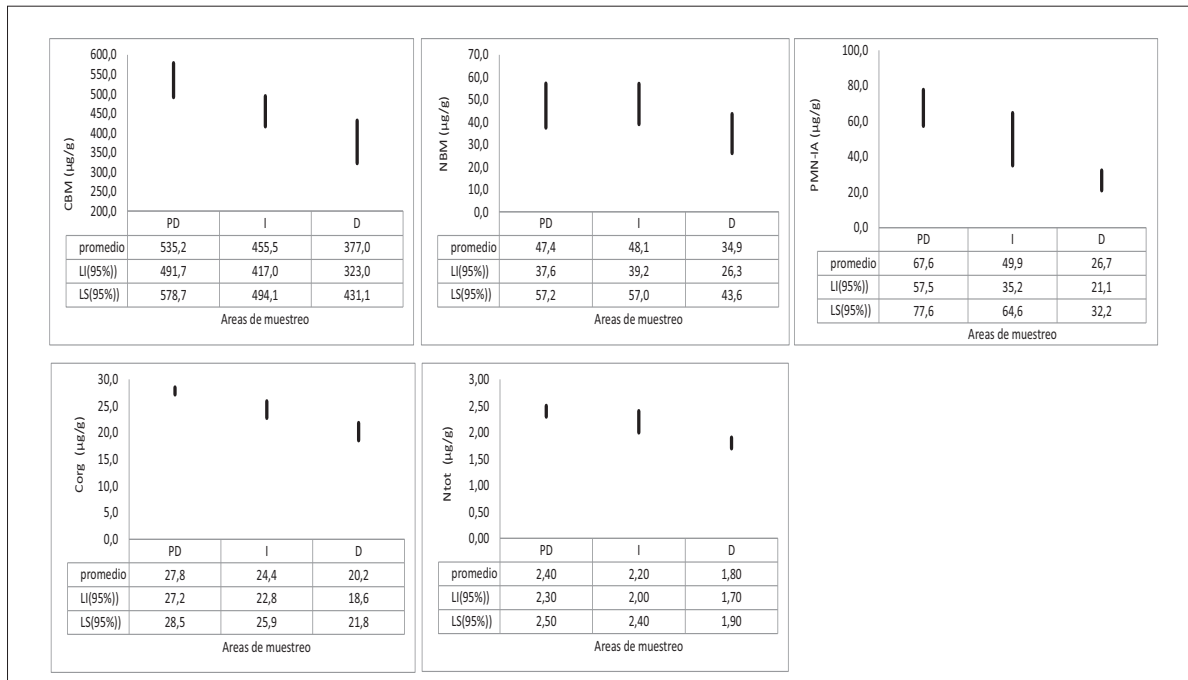 CBM (µg/g)
600,0
550,0
500,0
450,0
400,0
350,0
300,0
250,0
200,0
PD I D
promedio 535,2 455,5 377,0
LI(95%)) 491,7 417,0 323,0
LS(95%)) 578,7 494,1 431,1
Areas de muestreo
NBM (µg/g)
70,0
60,0
50,0
40,0
30,0
20,0
10,0
0,0
PD I D
promedio 47,4 48,1 34,9
LI(95%)) 37,6 39,2 26,3
LS(95%)) 57,2 57,0 43,6
Areas de muestreo
PMN-IA (µg/g)
100,0
80,0
60,0
40,0
20,0
0,0
PD I D
promedio 67,6 49,9 26,7
LI(95%)) 57,5 35,2 21,1
LS(95%)) 77,6 64,6 32,2
Areas de muestreo
Corg (µg/g)
30,0
25,0
20,0
15,0
10,0
5,0
0,0
PD I D
promedio 27,8 24,4 20,2
LI(95%)) 27,2 22,8 18,6
LS(95%)) 28,5 25,9 21,8
Areas de muestreo
Ntot (µg/g)
3,00
2,50
2,00
1,50
1,00
0,50
0,00
PD I D
promedio 2,40 2,20 1,80
LI(95%)) 2,30 2,00 1,70
LS(95%)) 2,50 2,40 1,90
Areas de muestreo